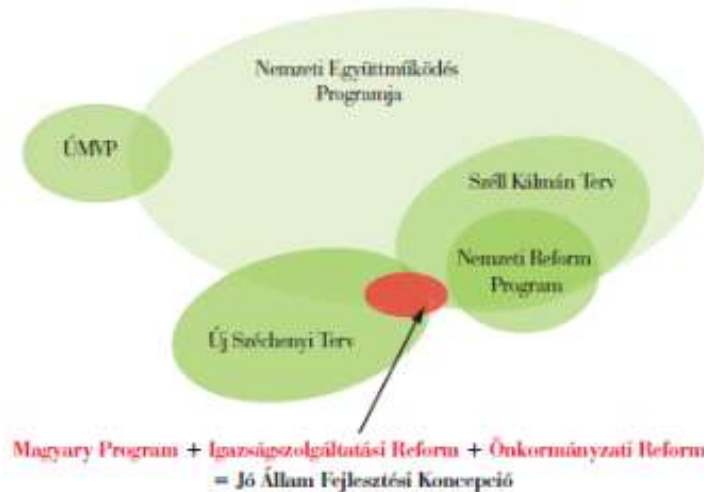 Nemzeti Együttműködés
Programja
ÚMVP
Széll Kálmán Terv
Nemzeti Reform
Program
Új Széchenyi Terv
Magyary Program + Igazságszolgáltatási Reform + Önkormányzati Reform
= Jó Állam Fejlesztési Koncepció